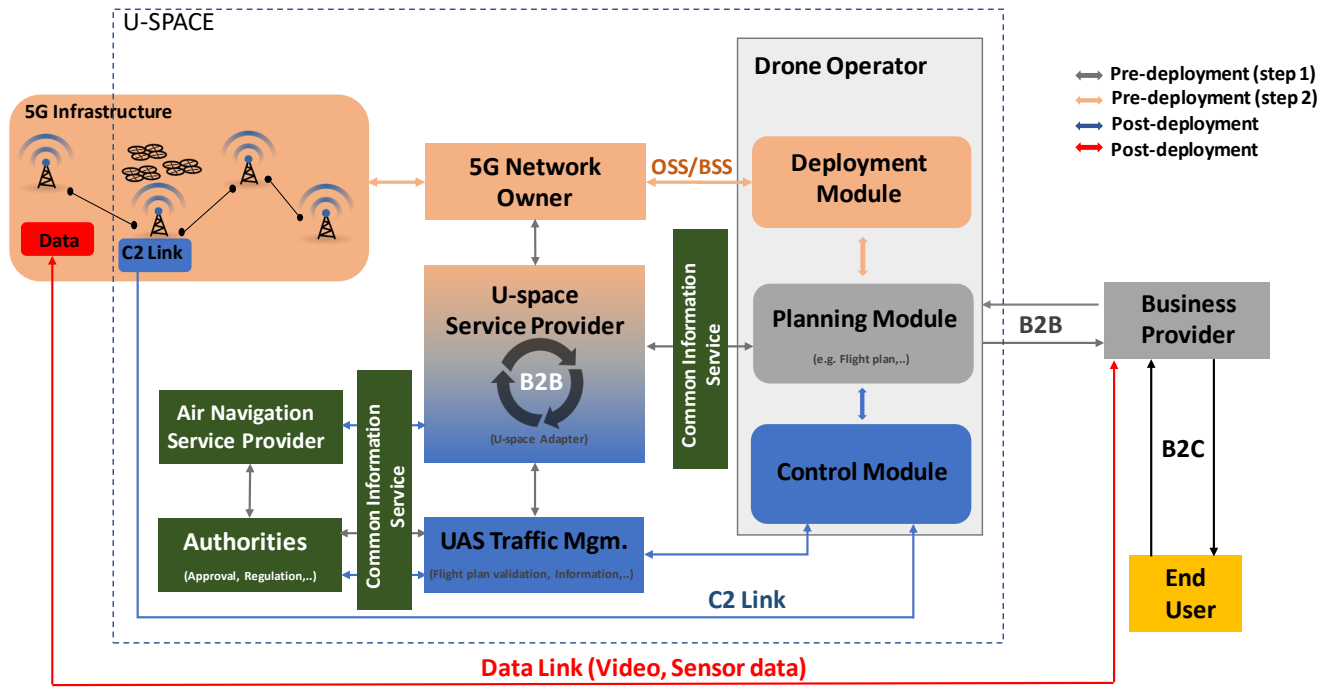 U-SPACE
Drone Operator
Pre-deployment (step 1)
Pre-deployment (step 2)
Post-deployment
Post-deployment
5G Infrastructure
Data
C2 Link
5G Network
Owner
OSS/BSS
Deployment
Module
U-space
Service Provider
B2B
(U-space Adapter)
Common Information
Service
Planning Module
(e.g. Flight plan,..)
B2B
Business
Provider
Air Navigation
Service Provider
Common Information
Service
Control Module
B2C
Authorities
(Approval, Regulation,..)
UAS Traffic Mgm.
(Flight plan validation, Information,..)
C2 Link
End
User
Data Link (Video, Sensor data)